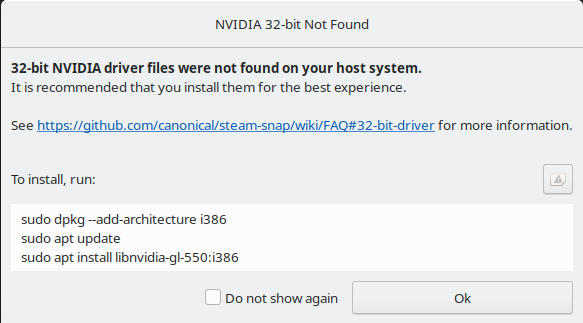 NVIDIA 32-bit Not Found
32-bit NVIDIA driver files were not found on your host system.
It is recommended that you install them for the best experience.
See https://github.com/canonical/steam-snap/wiki/FAQ#32-bit-driver for more information.
To install, run:
sudo dpkg --add-architecture i386
sudo apt update
sudo apt install libnvidia-gl-550:i386
Do not show again
Ok